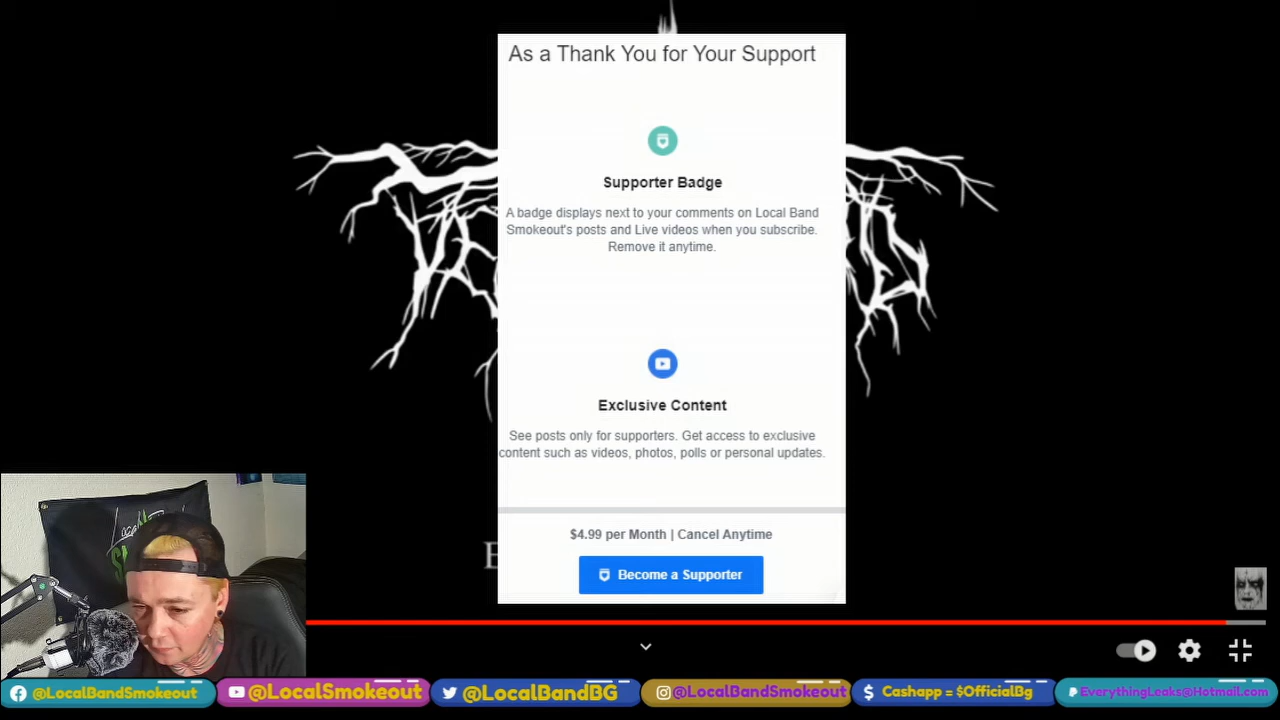 As a Thank You for Your Support
Supporter Badge
A badge displays next to your comments on Local Band
Smokeout's posts and Live videos when you subscribe.
Remove it anytime.
Exclusive Content
See posts only for supporters. Get access to exclusive
content such as videos, photos, polls or personal updates.
$4.99 per Month | Cancel Anytime
Become a Supporter
@LocalBandSmokeout
@LocalSmokeout
@LocalBandBG
@LocalBandSmokeout
Cashapp = $OfficialBg
EverythingLeaks@Hotmail.com